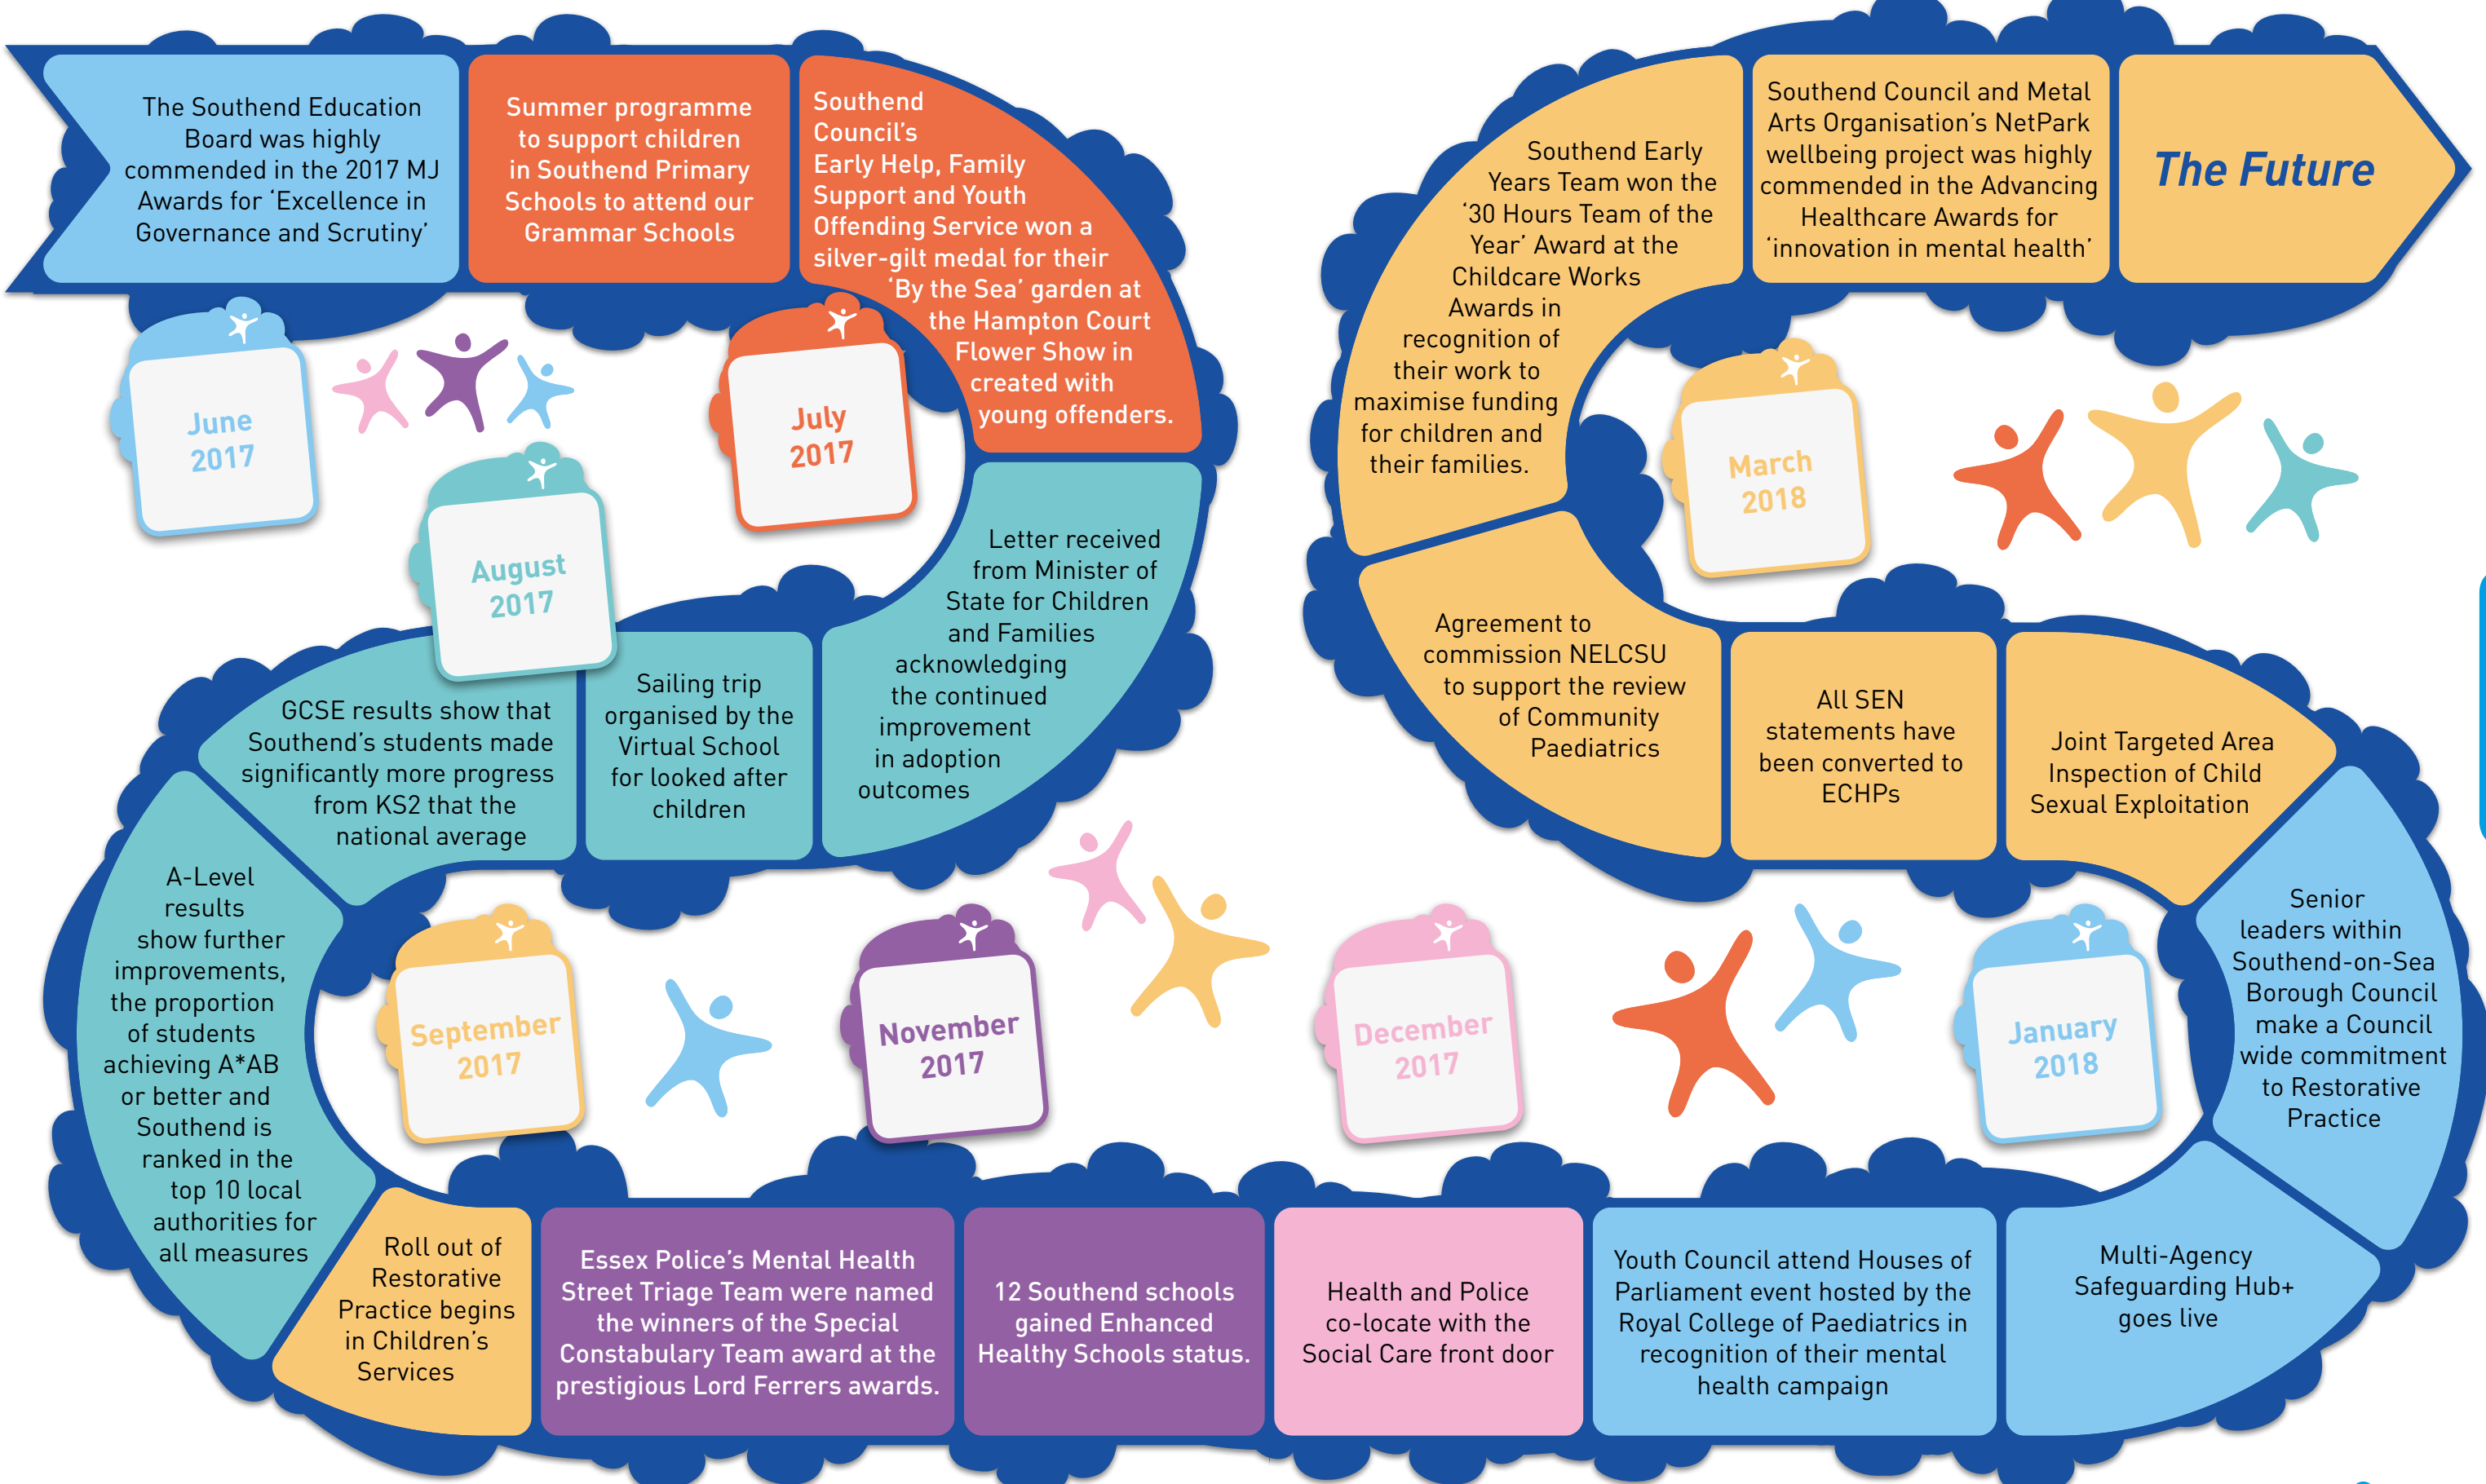 The Southend Education
Board was highly
commended in the 2017 MJ
Awards for ‘Excellence in
Governance and Scrutiny’
June
2017
Summer programme
to support children
in Southend Primary
Schools to attend our
Grammar Schools
Southend
Council’s
Early Help, Family
Support and Youth
Offending Service won a
silver-gilt medal for their
‘By the Sea’ garden at
the Hampton Court
Flower Show in
created with
young offenders.
July
2017
Letter received
from Minister of
State for Children
and Families
acknowledging
the continued
improvement
in adoption
outcomes
Sailing trip
organised by the
Virtual School
for looked after
children
August
2017
GCSE results show that
Southend’s students made
significantly more progress
from KS2 that the
national average
A-Level
results
show further
improvements,
the proportion
of students
achieving A*AB
or better and
Southend is
ranked in the
top 10 local
authorities for
all measures
September
2017
Roll out of
Restorative
Practice begins
in Children’s
Services
November
2017
Essex Police’s Mental Health
Street Triage Team were named
the winners of the Special
Constabulary Team award at the
prestigious Lord Ferrers awards.
12 Southend schools
gained Enhanced
Healthy Schools status.
December
2017
Health and Police
co-locate with the
Social Care front door
Youth Council attend Houses of
Parliament event hosted by the
Royal College of Paediatrics in
recognition of their mental
health campaign
January
2018
Multi-Agency
Safeguarding Hub+
goes live
Senior
leaders within
Southend-on-Sea
Borough Council
make a Council
wide commitment
to Restorative
Practice
Joint Targeted Area
Inspection of Child
Sexual Exploitation
All SEN
statements have
been converted to
ECHPs
Agreement to
commission NELCSU
to support the review
of Community
Paediatrics
March
2018
Southend Early
Years Team won the
‘30 Hours Team of the
Year’ Award at the
Childcare Works
Awards in
recognition of
their work to
maximise funding
for children and
their families.
Southend Council and Metal
Arts Organisation’s NetPark
wellbeing project was highly
commended in the Advancing
Healthcare Awards for
‘innovation in mental health’
The Future